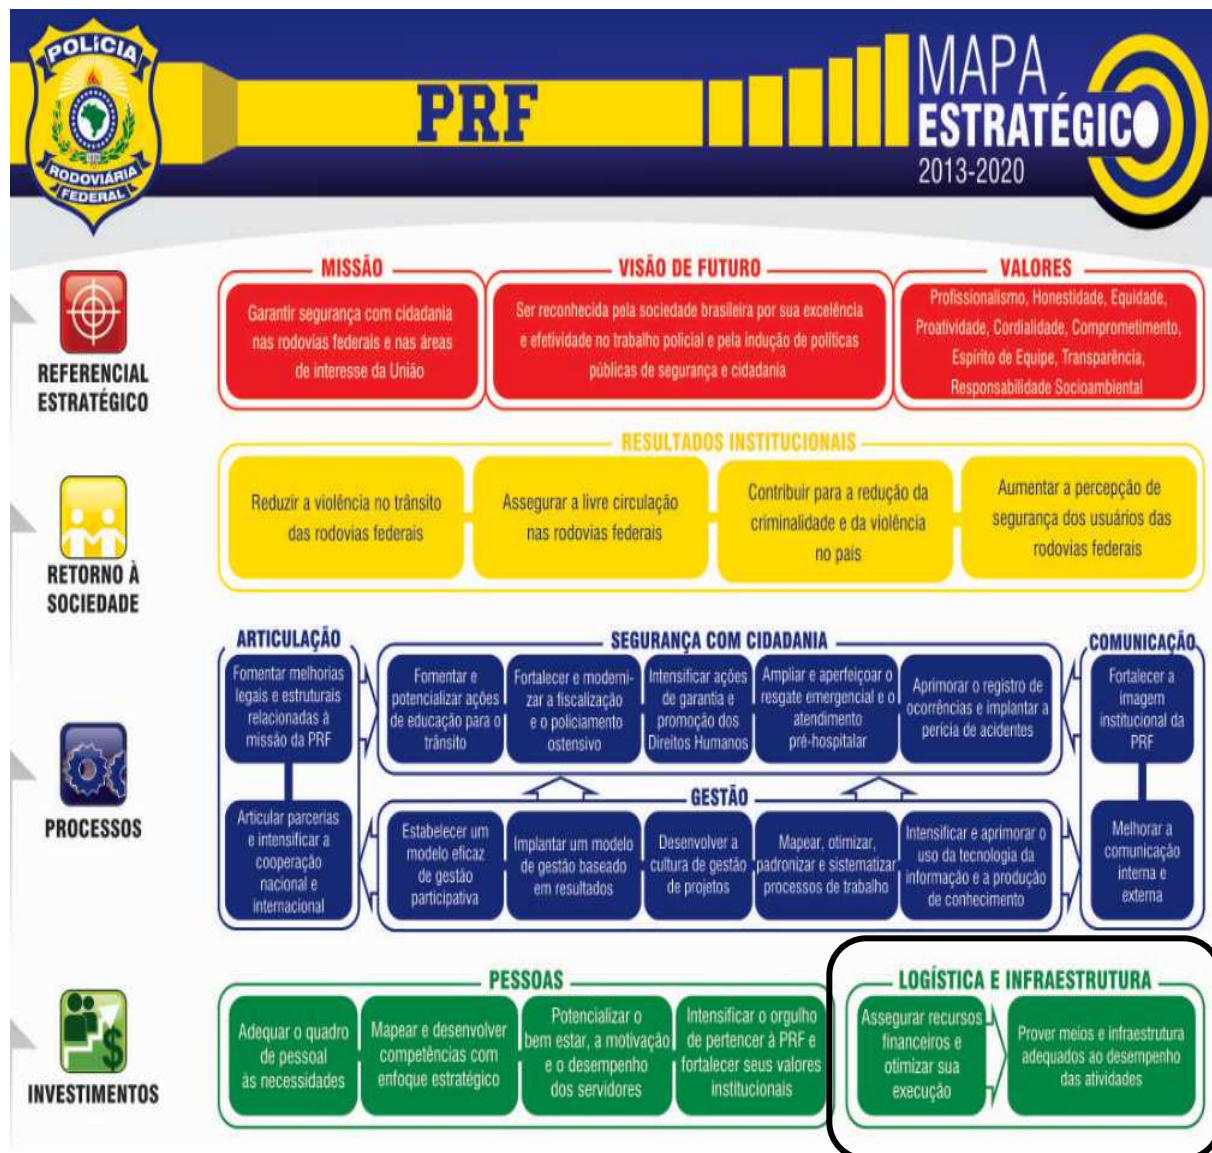 POLÍCIA
RODOVIÁRIA
FEDERAL
PRF
MAPA
ESTRATÉGICO
2013-2020
REFERENCIAL
ESTRATÉGICO
MISSÃO
Garantir segurança com cidadania
nas rodovias federais e nas áreas
de interesse da União
VISÃO DE FUTURO
Ser reconhecida pela sociedade brasileira por sua excelência
e efetividade no trabalho policial e pela indução de políticas
públicas de segurança e cidadania
VALORES
Profissionalismo, Honestidade, Equidade,
Proatividade, Cordialidade, Comprometimento,
Espírito de Equipe, Transparência,
Responsabilidade Socioambiental
RETORNO À
SOCIEDADE
RESULTADOS INSTITUCIONAIS
Reduzir a violência no trânsito
das rodovias federais
Assegurar a livre circulação
nas rodovias federais
Contribuir para a redução da
criminalidade e da violência
no país
Aumentar a percepção de
segurança dos usuários das
rodovias federais
PROCESSOS
ARTICULAÇÃO
Fomentar melhorias
legais e estruturais
relacionadas à
missão da PRF
Articular parcerias
e intensificar a
cooperação
nacional e
internacional
SEGURANÇA COM CIDADANIA
Fomentar e
potencializar ações
de educação para o
trânsito
Fortalecer e moderni-
zar a fiscalização
e o policiamento
ostensivo
Intensificar ações
de garantia e
promoção dos
Direitos Humanos
Ampliar e aperfeiçoar o
resgate emergencial e o
atendimento
pré-hospitalar
Aprimorar o registro de
ocorrências e implantar a
perícia de acidentes
GESTÃO
Estabelecer um
modelo eficaz
de gestão
participativa
Implantar um modelo
de gestão baseado
em resultados
Desenvolver a
cultura de gestão
de projetos
Mapear, otimizar,
padronizar e sistematizar
processos de trabalho
Intensificar e aprimorar o
uso da tecnologia da
informação e a produção
de conhecimento
COMUNICAÇÃO
Fortalecer a
imagem
institucional da
PRF
Melhorar a
comunicação
interna e
externa
INVESTIMENTOS
PESSOAS
Adequar o quadro
de pessoal
às necessidades
Mapear e desenvolver
competências com
enfoque estratégico
Potencializar o
bem estar, a motivação
e o desempenho
dos servidores
Intensificar o orgulho
de pertencer à PRF e
fortalecer seus valores
institucionais
LOGÍSTICA E INFRAESTRUTURA
Assegurar recursos
financeiros e
otimizar sua
execução
Prover meios e infraestrutura
adequados ao desempenho
das atividades